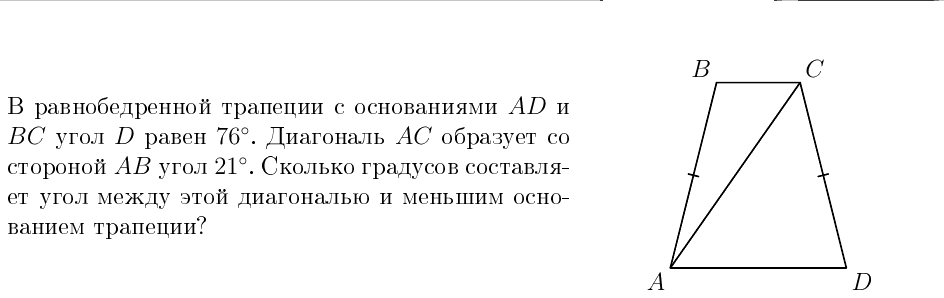 В равнобедренной трапеции с основаниями AD и
BC угол D равен 76°. Диагональ AC образует со
стороной AB угол 21°. Сколько градусов составля-
ет угол между этой диагональю и меньшим осно-
ванием трапеции?
B
C
A
D